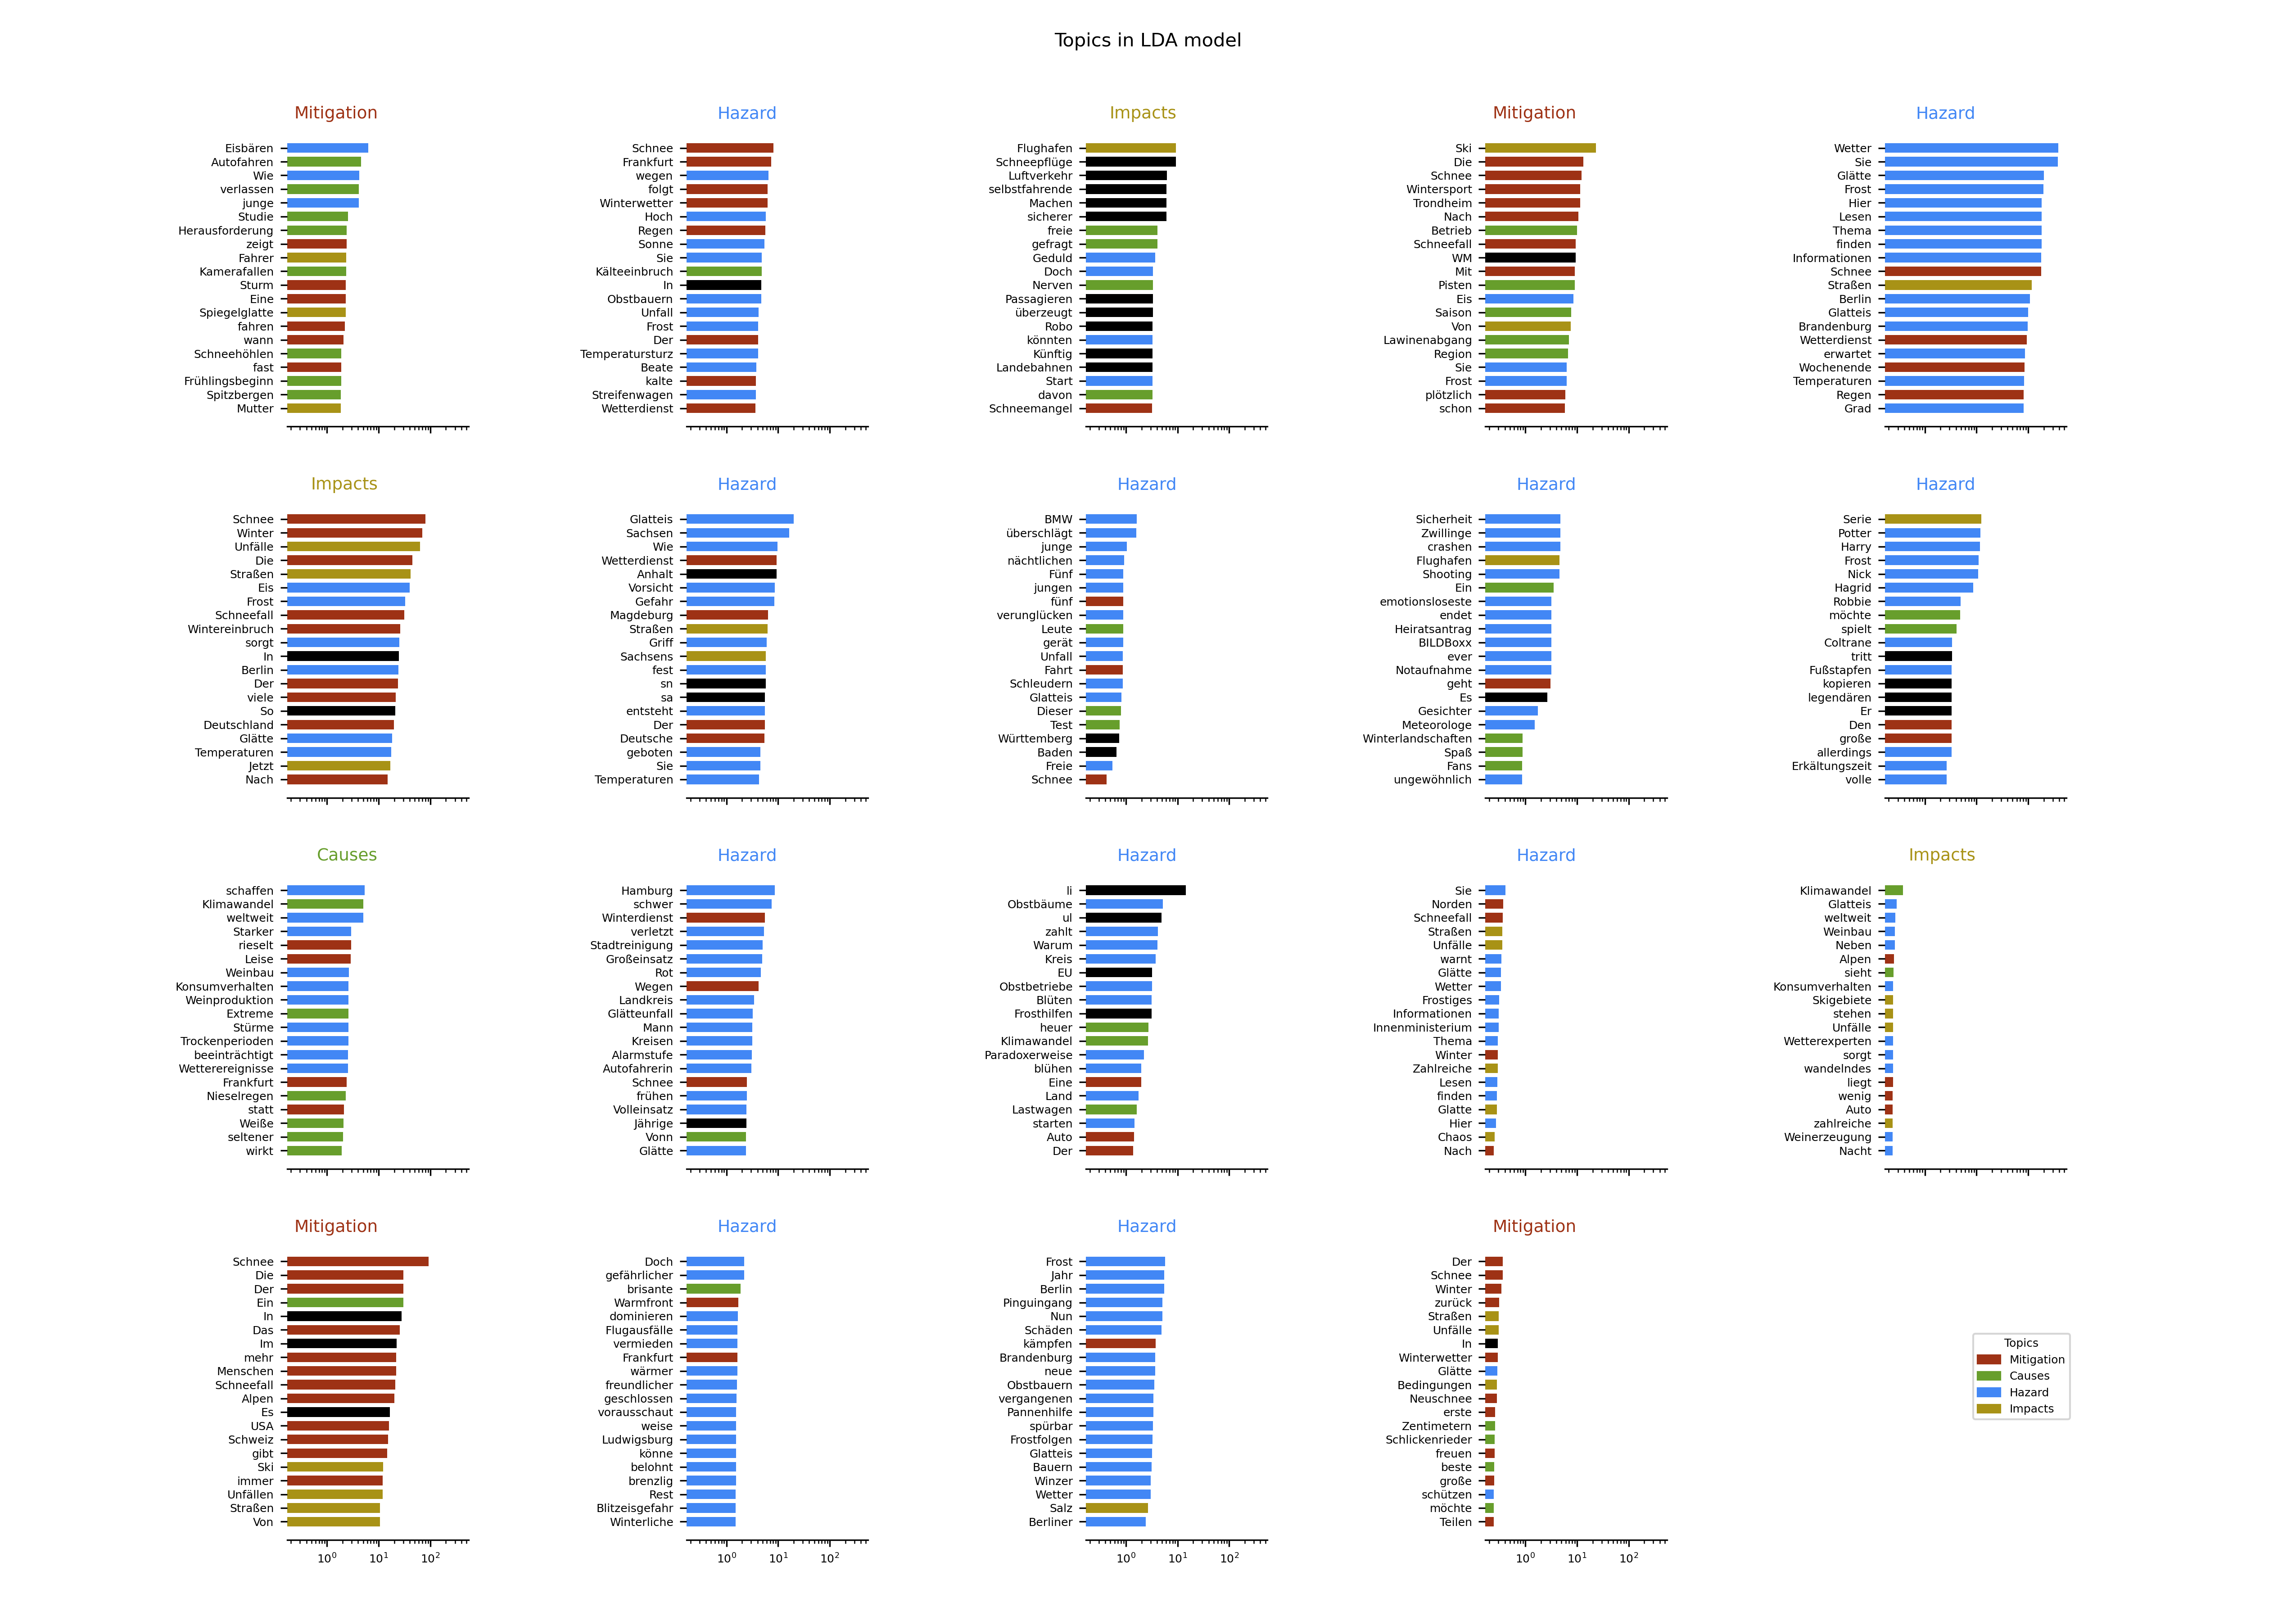 Topics in LDA model
Mitigation
Eisbären
Autofahren
Wie
verlassen
junge
Studie
Herausforderung
zeigt
Fahrer
Kamerafallen
Sturm
Eine
Spiegelglatte
fahren
wann
Schneehöhlen
fast
Frühlingsbeginn
Spitzbergen
Mutter
Hazard
Schnee
Frankfurt
wegen
folgt
Winterwetter
Hoch
Regen
Sonne
Sie
Kälteeinbruch
In
Obstbauern
Unfall
Frost
Der
Temperatursturz
Beate
kalte
Streifenwagen
Wetterdienst
Impacts
Flughafen
Schneepflüge
Luftverkehr
selbstfahrende
Machen
sicherer
freie
gefragt
Geduld
Doch
Nerven
Passagieren
überzeugt
Robo
könnten
Künftig
Landebahnen
Start
davon
Schneemangel
Mitigation
Ski
Die
Schnee
Wintersport
Trondheim
Nach
Betrieb
Schneefall
WM
Mit
Pisten
Eis
Saison
Von
Lawinenabgang
Region
Sie
Frost
plötzlich
schon
Hazard
Wetter
Sie
Glätte
Frost
Hier
Lesen
Thema
finden
Informationen
Schnee
Straßen
Berlin
Glatteis
Brandenburg
Wetterdienst
erwartet
Wochenende
Temperaturen
Regen
Grad
Impacts
Schnee
Winter
Unfälle
Die
Straßen
Eis
Frost
Schneefall
Wintereinbruch
sorgt
In
Berlin
Der
viele
So
Deutschland
Glätte
Temperaturen
Jetzt
Nach
Hazard
Glatteis
Sachsen
Wie
Wetterdienst
Anhalt
Vorsicht
Gefahr
Magdeburg
Straßen
Griff
Sachsens
fest
sn
sa
entsteht
Der
Deutsche
geboten
Sie
Temperaturen
Hazard
BMW
überschlägt
junge
nächtlichen
Fünf
jungen
fünf
verunglücken
Leute
gerät
Unfall
Fahrt
Schleudern
Glatteis
Dieser
Test
Württemberg
Baden
Freie
Schnee
Hazard
Sicherheit
Zwillinge
crashen
Flughafen
Shooting
Ein
emotionsloseste
endet
Heiratsantrag
BILDBoxx
ever
Notaufnahme
geht
Es
Gesichter
Meteorologe
Winterlandschaften
Spaß
Fans
ungewöhnlich
Hazard
Serie
Potter
Harry
Frost
Nick
Hagrid
Robbie
möchte
spielt
Coltrane
tritt
Fußstapfen
kopieren
legendären
Er
Den
große
allerdings
Erkältungszeit
volle
Causes
schaffen
Klimawandel
weltweit
Starker
rieselt
Leise
Weinbau
Konsumverhalten
Weinproduktion
Extreme
Stürme
Trockenperioden
beeinträchtigt
Wetterereignisse
Frankfurt
Nieselregen
statt
Weiße
seltener
wirkt
Hazard
Hamburg
schwer
Winterdienst
verletzt
Stadtreinigung
Großeinsatz
Rot
Wegen
Landkreis
Glätteunfall
Mann
Kreisen
Alarmstufe
Autofahrerin
Schnee
frühen
Volleinsatz
Jährige
Vonn
Glätte
Hazard
li
Obstbäume
ul
zahlt
Warum
Kreis
EU
Obstbetriebe
Blüten
Frosthilfen
heuer
Klimawandel
Paradoxerweise
blühen
Eine
Land
Lastwagen
starten
Auto
Der
Hazard
Sie
Norden
Schneefall
Straßen
Unfälle
warnt
Glätte
Wetter
Frostiges
Informationen
Innenministerium
Thema
Winter
Zahlreiche
Lesen
finden
Glatte
Hier
Chaos
Nach
Impacts
Klimawandel
Glatteis
weltweit
Weinbau
Neben
Alpen
sieht
Konsumverhalten
Skigebiete
stehen
Unfälle
Wetterexperten
sorgt
wandelndes
liegt
wenig
Auto
zahlreiche
Weinerzeugung
Nacht
Mitigation
Schnee
Die
Der
Ein
In
Das
Im
mehr
Menschen
Schneefall
Alpen
Es
USA
Schweiz
gibt
Ski
immer
Unfällen
Straßen
Von
10⁰ 10¹ 10²
Hazard
Doch
gefährlicher
brisante
Warmfront
dominieren
Flugausfälle
vermieden
Frankfurt
wärmer
freundlicher
geschlossen
vorausschaut
weise
Ludwigsburg
könne
belohnt
brenzlig
Rest
Blitzeisgefahr
Winterliche
10⁰ 10¹ 10²
Hazard
Frost
Jahr
Berlin
Pinguingang
Nun
Schäden
kämpfen
Brandenburg
neue
Obstbauern
vergangenen
Pannenhilfe
spürbar
Frostfolgen
Glatteis
Bauern
Winzer
Wetter
Salz
Berliner
10⁰ 10¹ 10²
Mitigation
Der
Schnee
Winter
zurück
Straßen
Unfälle
In
Winterwetter
Glätte
Bedingungen
Neuschnee
erste
Zentimetern
Schlickenrieder
freuen
beste
große
schützen
möchte
Teilen
10⁰ 10¹ 10²
Topics
Mitigation
Causes
Hazard
Impacts